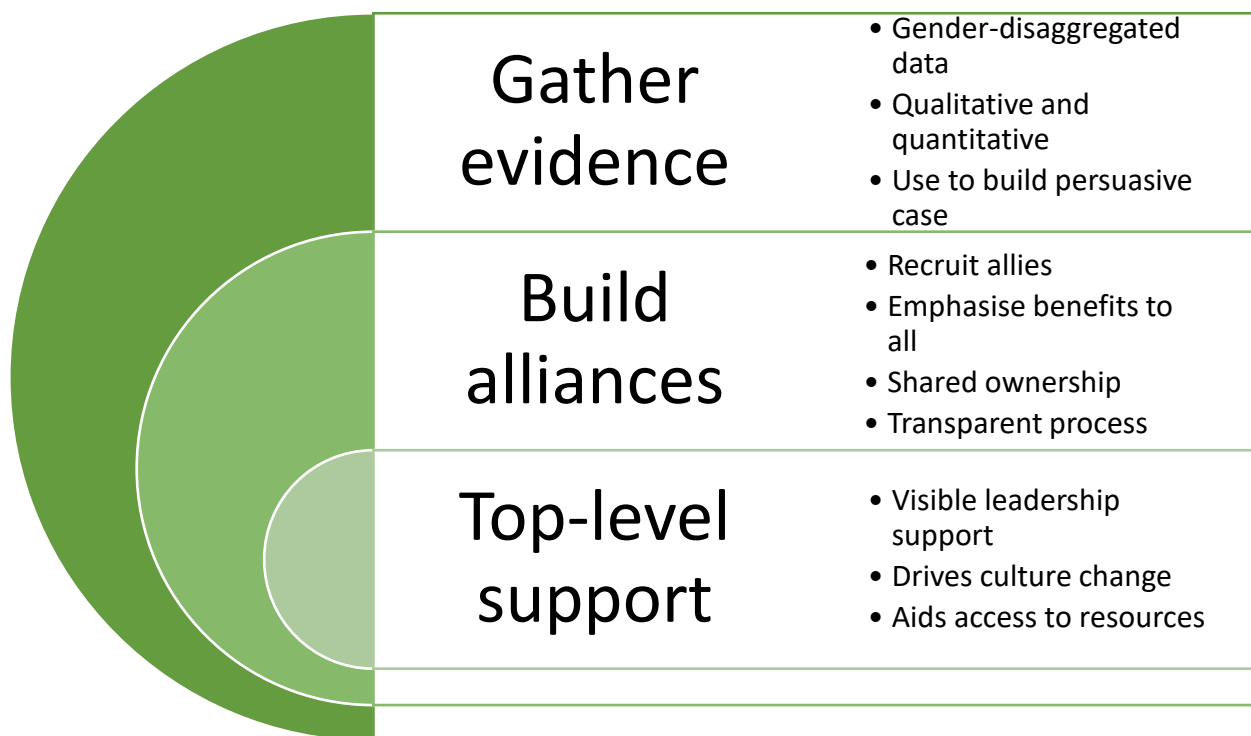 Gather
evidence
• Gender-disaggregated
data
• Qualitative and
quantitative
• Use to build persuasive
case
Build
alliances
• Recruit allies
• Emphasise benefits to
all
• Shared ownership
• Transparent process
Top-level
support
• Visible leadership
support
• Drives culture change
• Aids access to resources